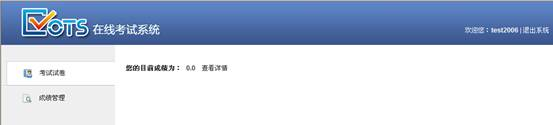 OTS 在线考试系统
欢迎您：test2006 | 退出系统
考试试卷
您的目前成绩为： 0.0 查看详情
成绩管理